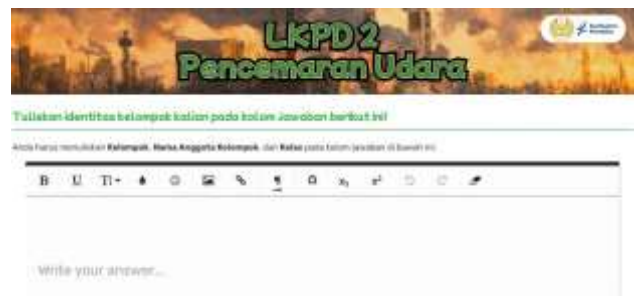 LKPD 2
Pencemaran Udara
Tuliskan identitas kelompok kalian pada kolom Jawaban berikut ini!
Anda harus menuliskan Kelompok, Nama Anggota Kelompok, dan Kelas pada kolom jawaban di bawah ini:
B U T1
Write your answer...